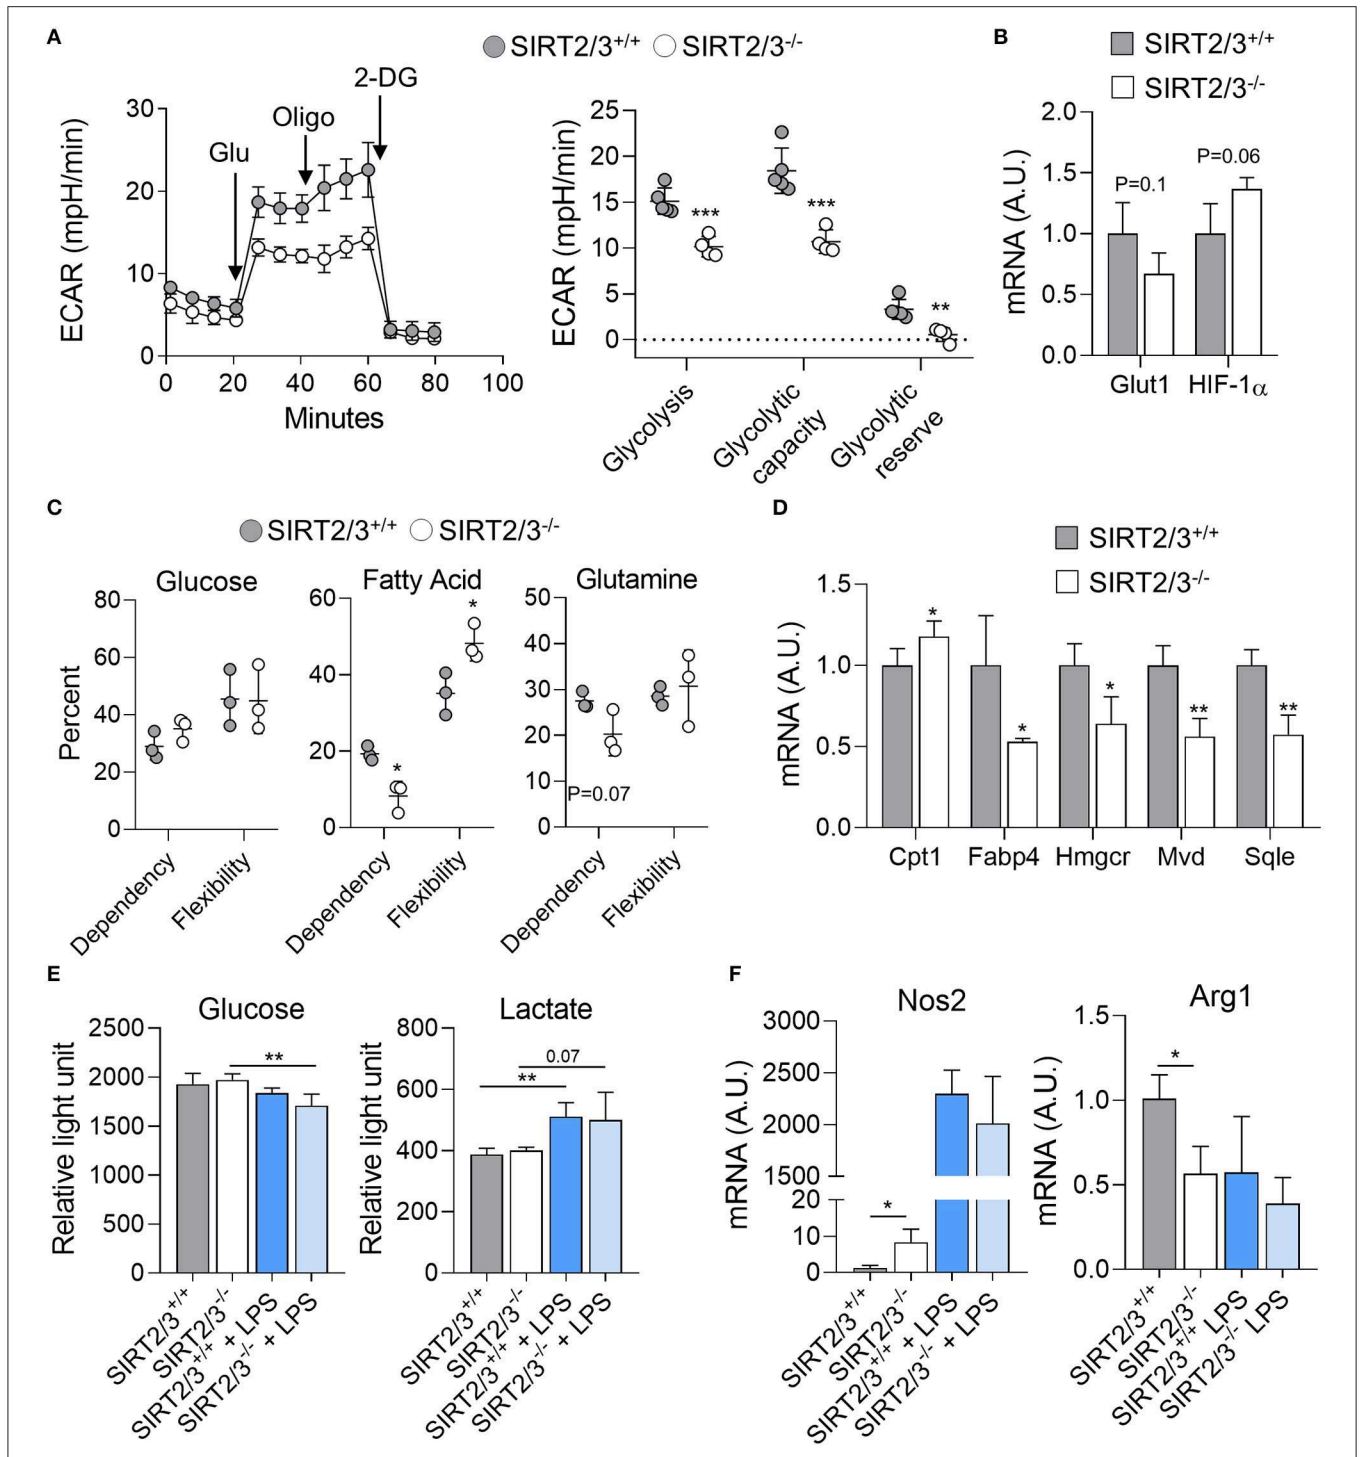 A
SIRT2/3+/+ SIRT2/3-/-
2-DG
Oligo
Glu
ECAR (mpH/min)
30
20
10
0
0 20 40 60 80 100
Minutes
ECAR (mpH/min)
25
20
15
10
5
0
***
***
**
Glycolysis
Glycolytic capacity
Glycolytic reserve
B
SIRT2/3+/+
SIRT2/3-/-
mRNA (A.U.)
2.0
1.5
1.0
0.5
0.0
P=0.1
P=0.06
Glut1 HIF-1α
C
SIRT2/3+/+ SIRT2/3-/-
Glucose
Percent
80
60
40
20
0
Dependency
Flexibility
Fatty Acid
60
40
20
0
*
*
Dependency
Flexibility
Glutamine
50
40
30
20
10
0
P=0.07
Dependency
Flexibility
D
SIRT2/3+/+
SIRT2/3-/-
mRNA (A.U.)
1.5
1.0
0.5
0.0
*
*
*
**
**
Cpt1 Fabp4 Hmgcr Mvd Sqle
E
Glucose
Relative light unit
2500
2000
1500
1000
500
0
**
SIRT2/3+/+
SIRT2/3-/-
SIRT2/3+/+ + LPS
SIRT2/3-/- + LPS
Lactate
Relative light unit
800
600
400
200
0
0.07
**
SIRT2/3+/+
SIRT2/3-/-
SIRT2/3+/+ + LPS
SIRT2/3-/- + LPS
F
Nos2
mRNA (A.U.)
3000
2500
2000
1500
20
10
0
*
SIRT2/3+/+
SIRT2/3-/-
SIRT2/3+/+ + LPS
SIRT2/3-/- + LPS
Arg1
mRNA (A.U.)
1.5
1.0
0.5
0.0
*
SIRT2/3+/+
SIRT2/3-/-
SIRT2/3+/+ LPS
SIRT2/3-/- LPS